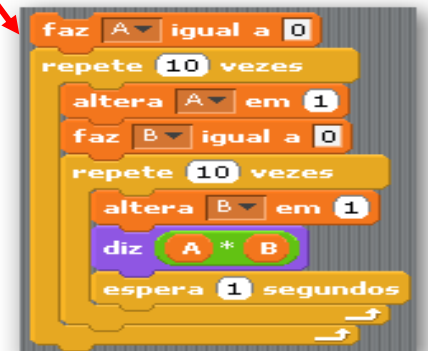 faz A igual a 0
repete 10 vezes
altera A em 1
faz B igual a 0
repete 10 vezes
altera B em 1
diz A * B
espera 1 segundos